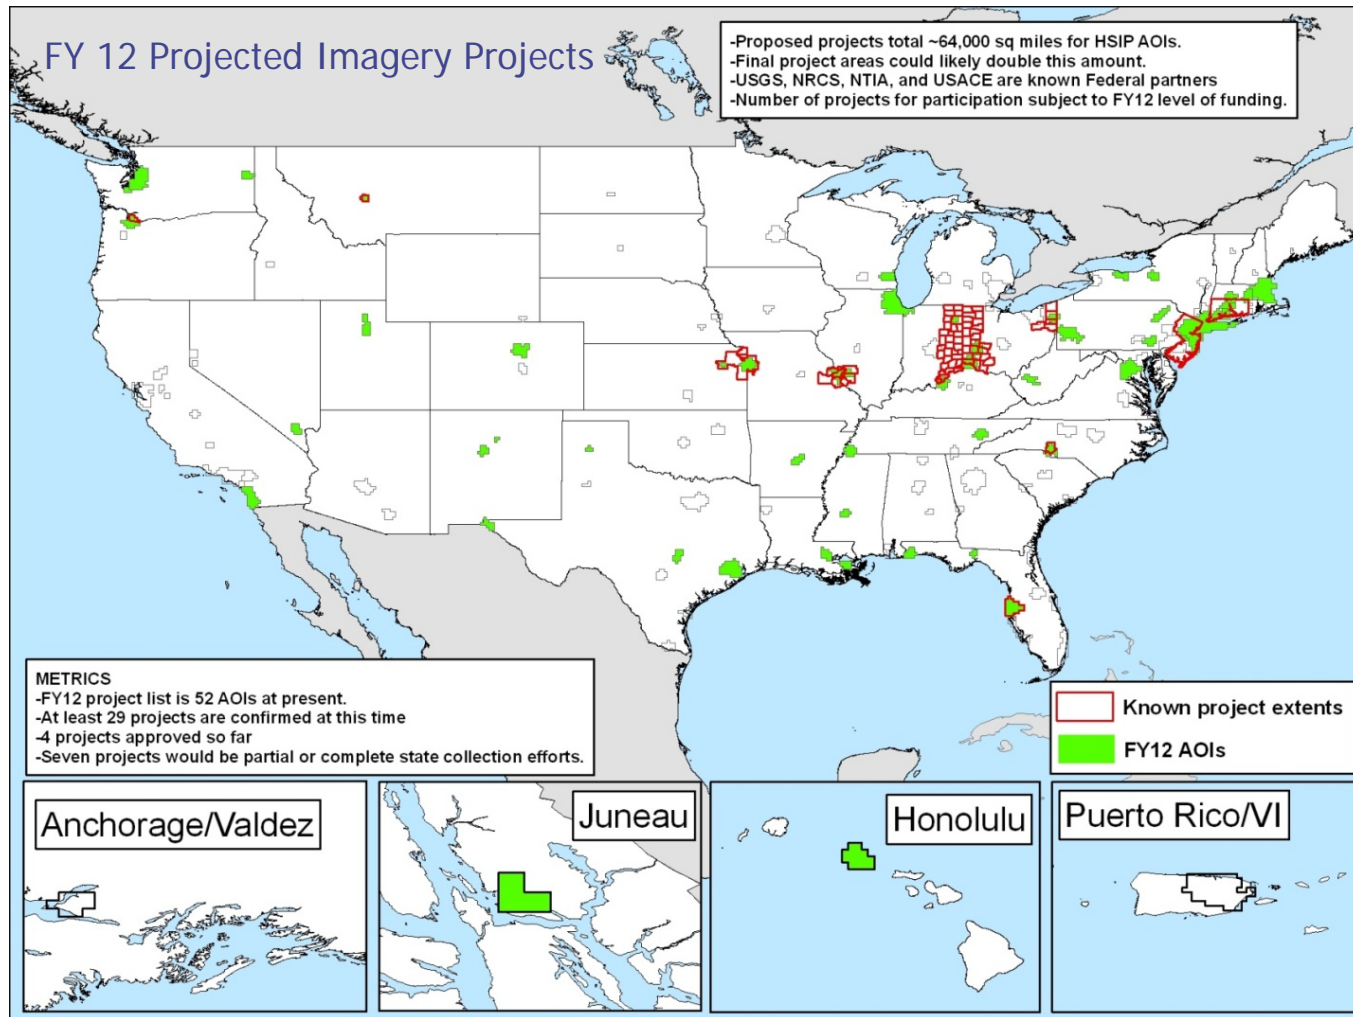 FY 12 Projected Imagery Projects
-Proposed projects total ~64,000 sq miles for HSIP AOIs.
-Final project areas could likely double this amount.
-USGS, NRCS, NTIA, and USACE are known Federal partners
-Number of projects for participation subject to FY12 level of funding.
METRICS
-FY12 project list is 52 AOIs at present.
-At least 29 projects are confirmed at this time
-4 projects approved so far
-Seven projects would be partial or complete state collection efforts.
Known project extents
FY12 AOIs
Anchorage/Valdez
Juneau
Honolulu
Puerto Rico/VI